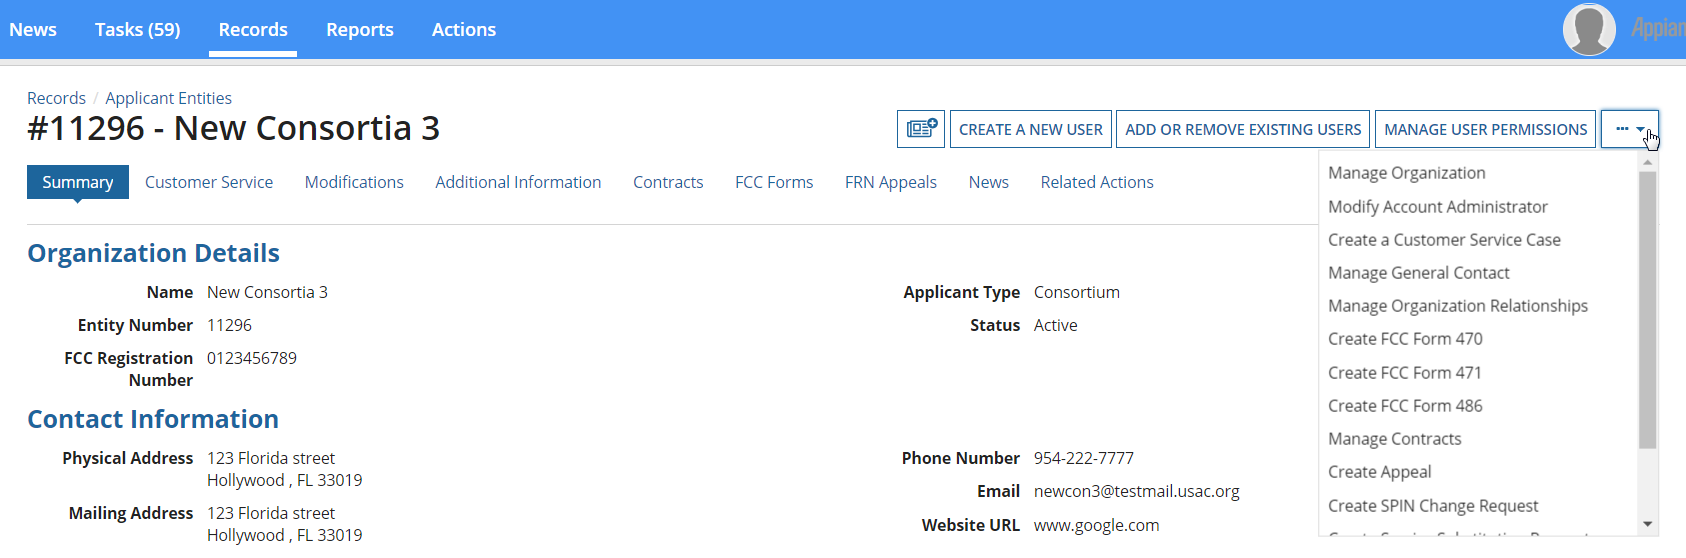 News Tasks (59) Records Reports Actions Appian
Records / Applicant Entities
#11296 - New Consortia 3
CREATE A NEW USER ADD OR REMOVE EXISTING USERS MANAGE USER PERMISSIONS ...
Summary Customer Service Modifications Additional Information Contracts FCC Forms FRN Appeals News Related Actions
Manage Organization
Modify Account Administrator
Create a Customer Service Case
Manage General Contact
Manage Organization Relationships
Create FCC Form 470
Create FCC Form 471
Create FCC Form 486
Manage Contracts
Create Appeal
Create SPIN Change Request
Organization Details
Name New Consortia 3
Entity Number 11296
FCC Registration Number 0123456789
Applicant Type Consortium
Status Active
Contact Information
Physical Address 123 Florida street
Hollywood , FL 33019
Mailing Address 123 Florida street
Hollywood , FL 33019
Phone Number 954-222-7777
Email newcon3@testmail.usac.org
Website URL www.google.com